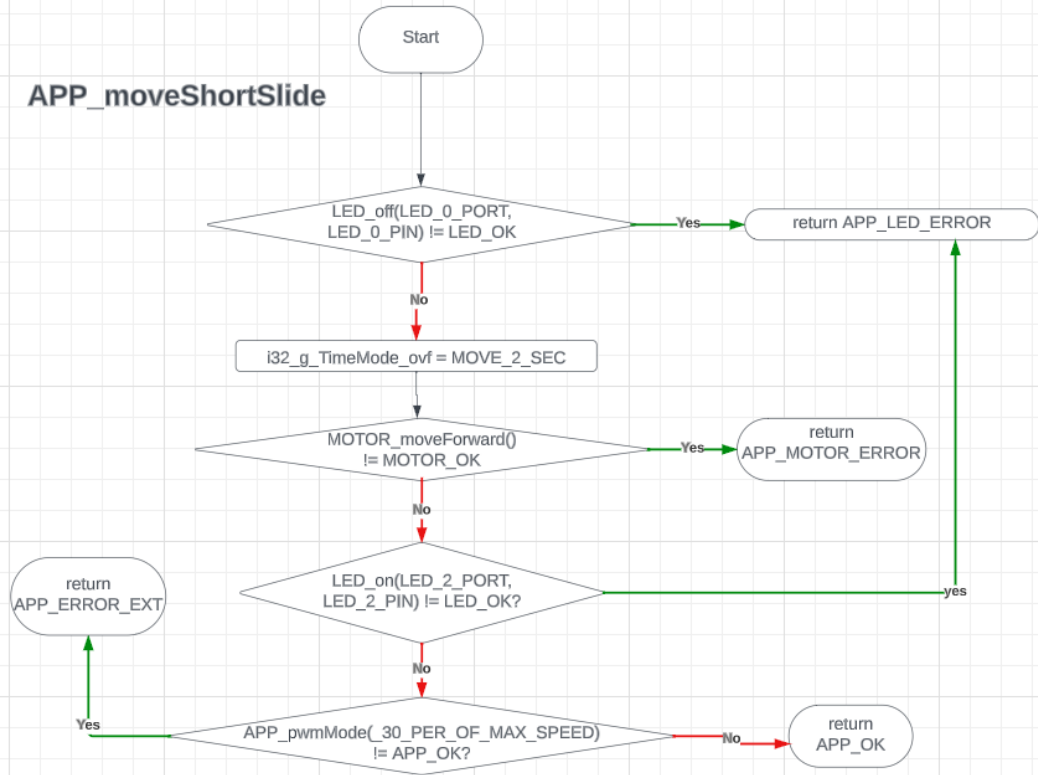 Start
APP_moveShortSlide
LED_off(LED_0_PORT,
LED_0_PIN) != LED_OK
Yes
return APP_LED_ERROR
No
i32_g_TimeMode_ovf = MOVE_2_SEC
MOTOR_moveForward()
!= MOTOR_OK
Yes
return
APP_MOTOR_ERROR
No
LED_on(LED_2_PORT,
LED_2_PIN) != LED_OK?
yes
return
APP_ERROR_EXT
No
Yes
APP_pwmMode(_30_PER_OF_MAX_SPEED)
!= APP_OK?
No
return
APP_OK